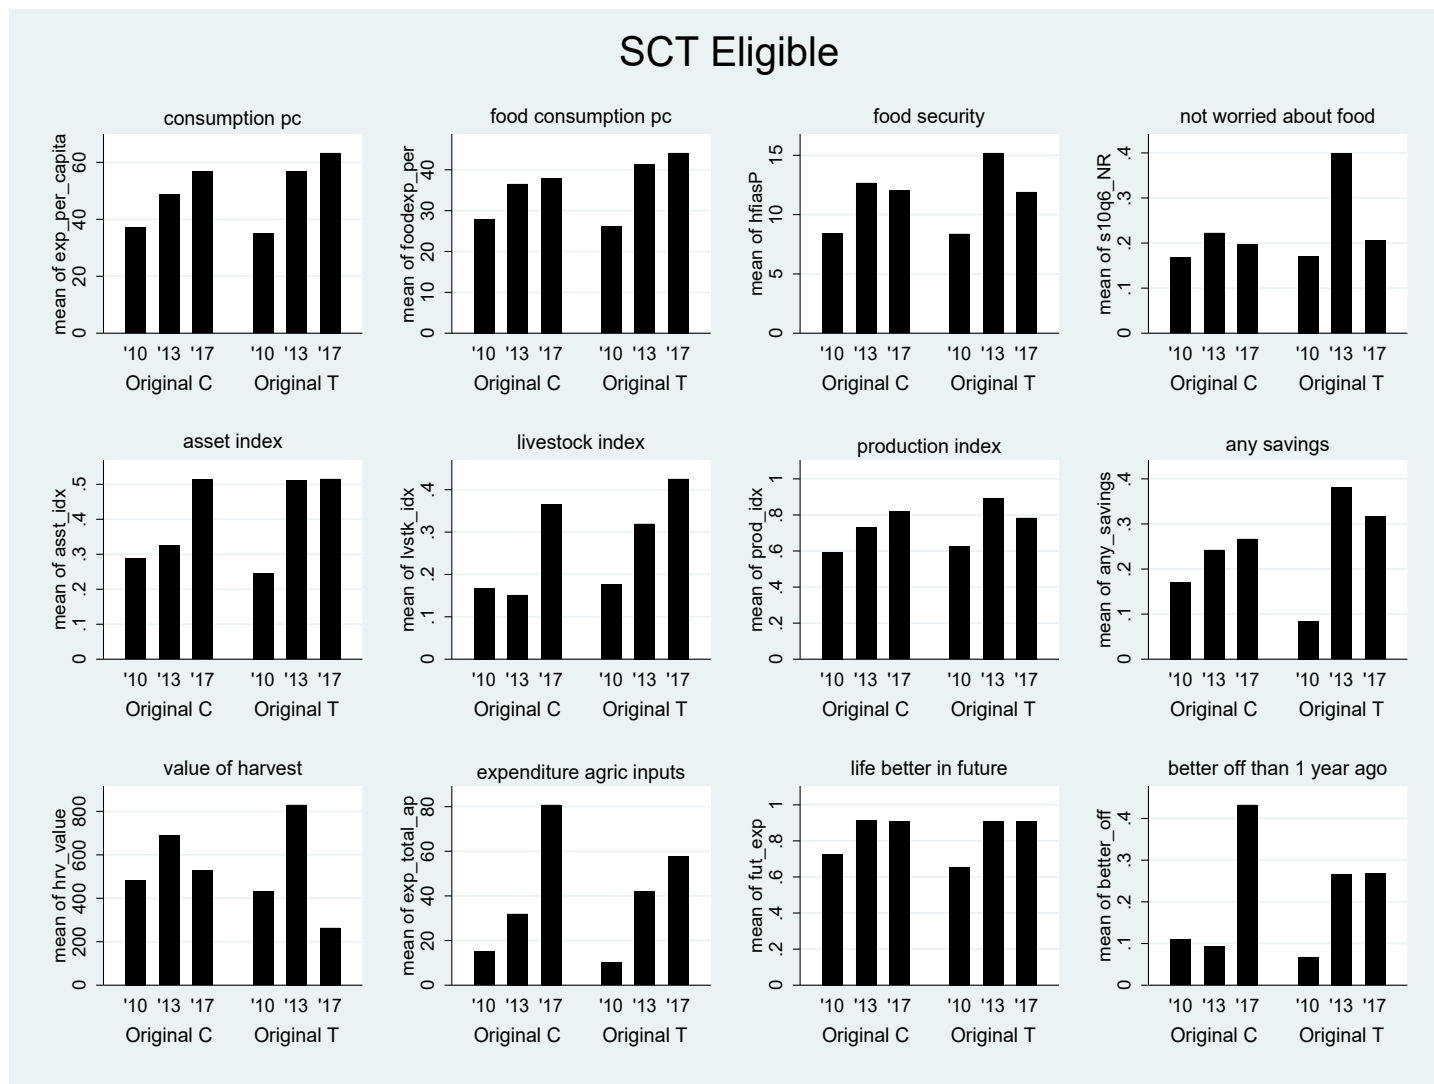 SCT Eligible
consumption pc
mean of exp_per_capita
0 20 40 60
'10 '13 '17 '10 '13 '17
Original C Original T
food consumption pc
mean of foodexp_per
0 10 20 30 40
'10 '13 '17 '10 '13 '17
Original C Original T
food security
mean of hfiasP
0 5 10 15
'10 '13 '17 '10 '13 '17
Original C Original T
not worried about food
mean of s10q6_NR
0 .1 .2 .3 .4
'10 '13 '17 '10 '13 '17
Original C Original T
asset index
mean of asst_idx
0 .1 .2 .3 .4 .5
'10 '13 '17 '10 '13 '17
Original C Original T
livestock index
mean of lvstk_idx
0 .1 .2 .3 .4
'10 '13 '17 '10 '13 '17
Original C Original T
production index
mean of prod_idx
0 .2 .4 .6 .8 1
'10 '13 '17 '10 '13 '17
Original C Original T
any savings
mean of any_savings
0 .1 .2 .3 .4
'10 '13 '17 '10 '13 '17
Original C Original T
value of harvest
mean of hrv_value
0 200 400 600 800
'10 '13 '17 '10 '13 '17
Original C Original T
expenditure agric inputs
mean of exp_total_ap
0 20 40 60 80
'10 '13 '17 '10 '13 '17
Original C Original T
life better in future
mean of fut_exp
0 .2 .4 .6 .8 1
'10 '13 '17 '10 '13 '17
Original C Original T
better off than 1 year ago
mean of better_off
0 .1 .2 .3 .4
'10 '13 '17 '10 '13 '17
Original C Original T